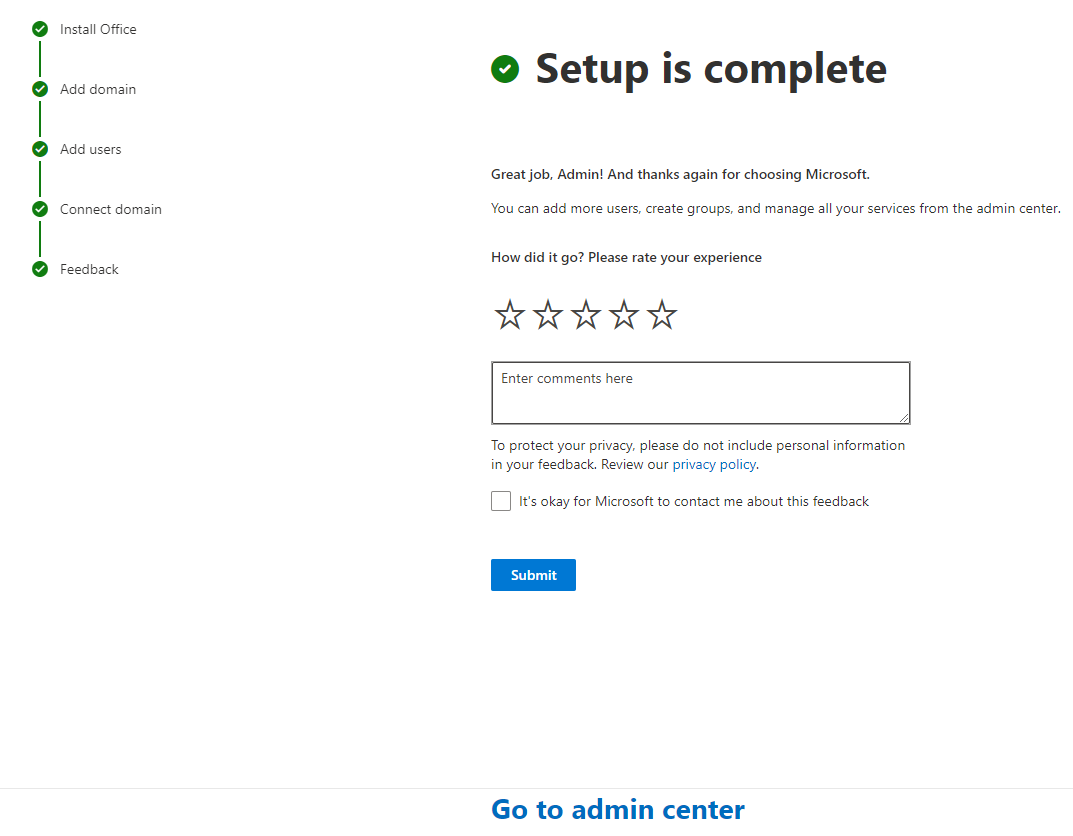 Install Office
Add domain
Add users
Connect domain
Feedback
Setup is complete
Great job, Admin! And thanks again for choosing Microsoft.
You can add more users, create groups, and manage all your services from the admin center.
How did it go? Please rate your experience
Enter comments here
To protect your privacy, please do not include personal information
in your feedback. Review our privacy policy.
It's okay for Microsoft to contact me about this feedback
Submit
Go to admin center